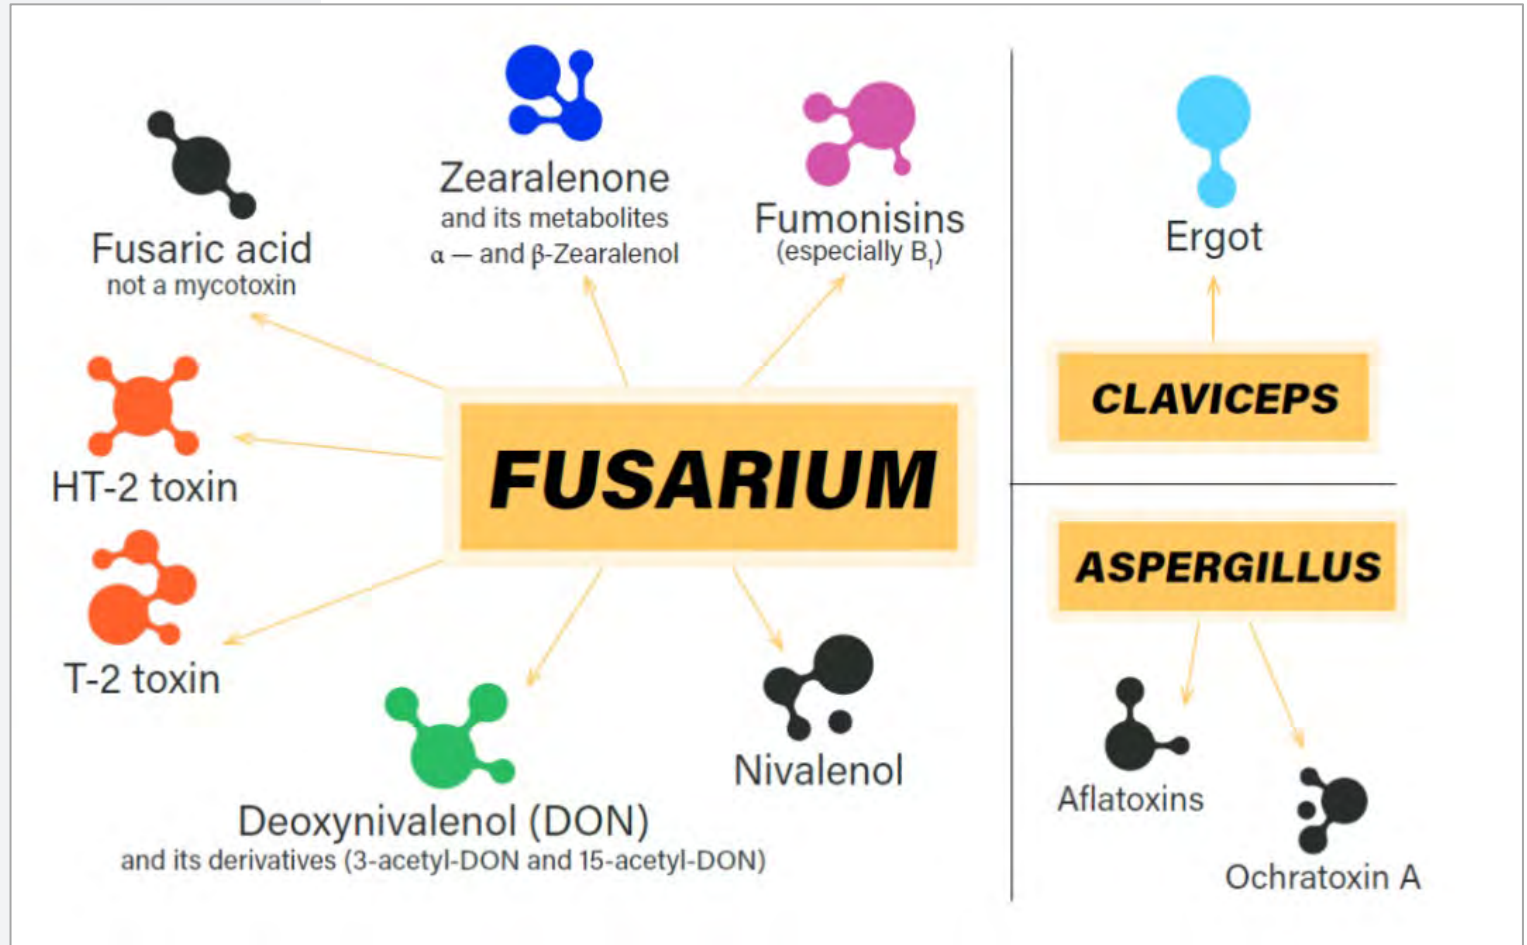 Fusaric acid
not a mycotoxin
Zearalenone
and its metabolites
α — and β-Zearalenol
Fumonisins
(especially B₁)
HT-2 toxin
T-2 toxin
FUSARIUM
Deoxynivalenol (DON)
and its derivatives (3-acetyl-DON and 15-acetyl-DON)
Nivalenol
Ergot
CLAVICEPS
ASPERGILLUS
Aflatoxins
Ochratoxin A